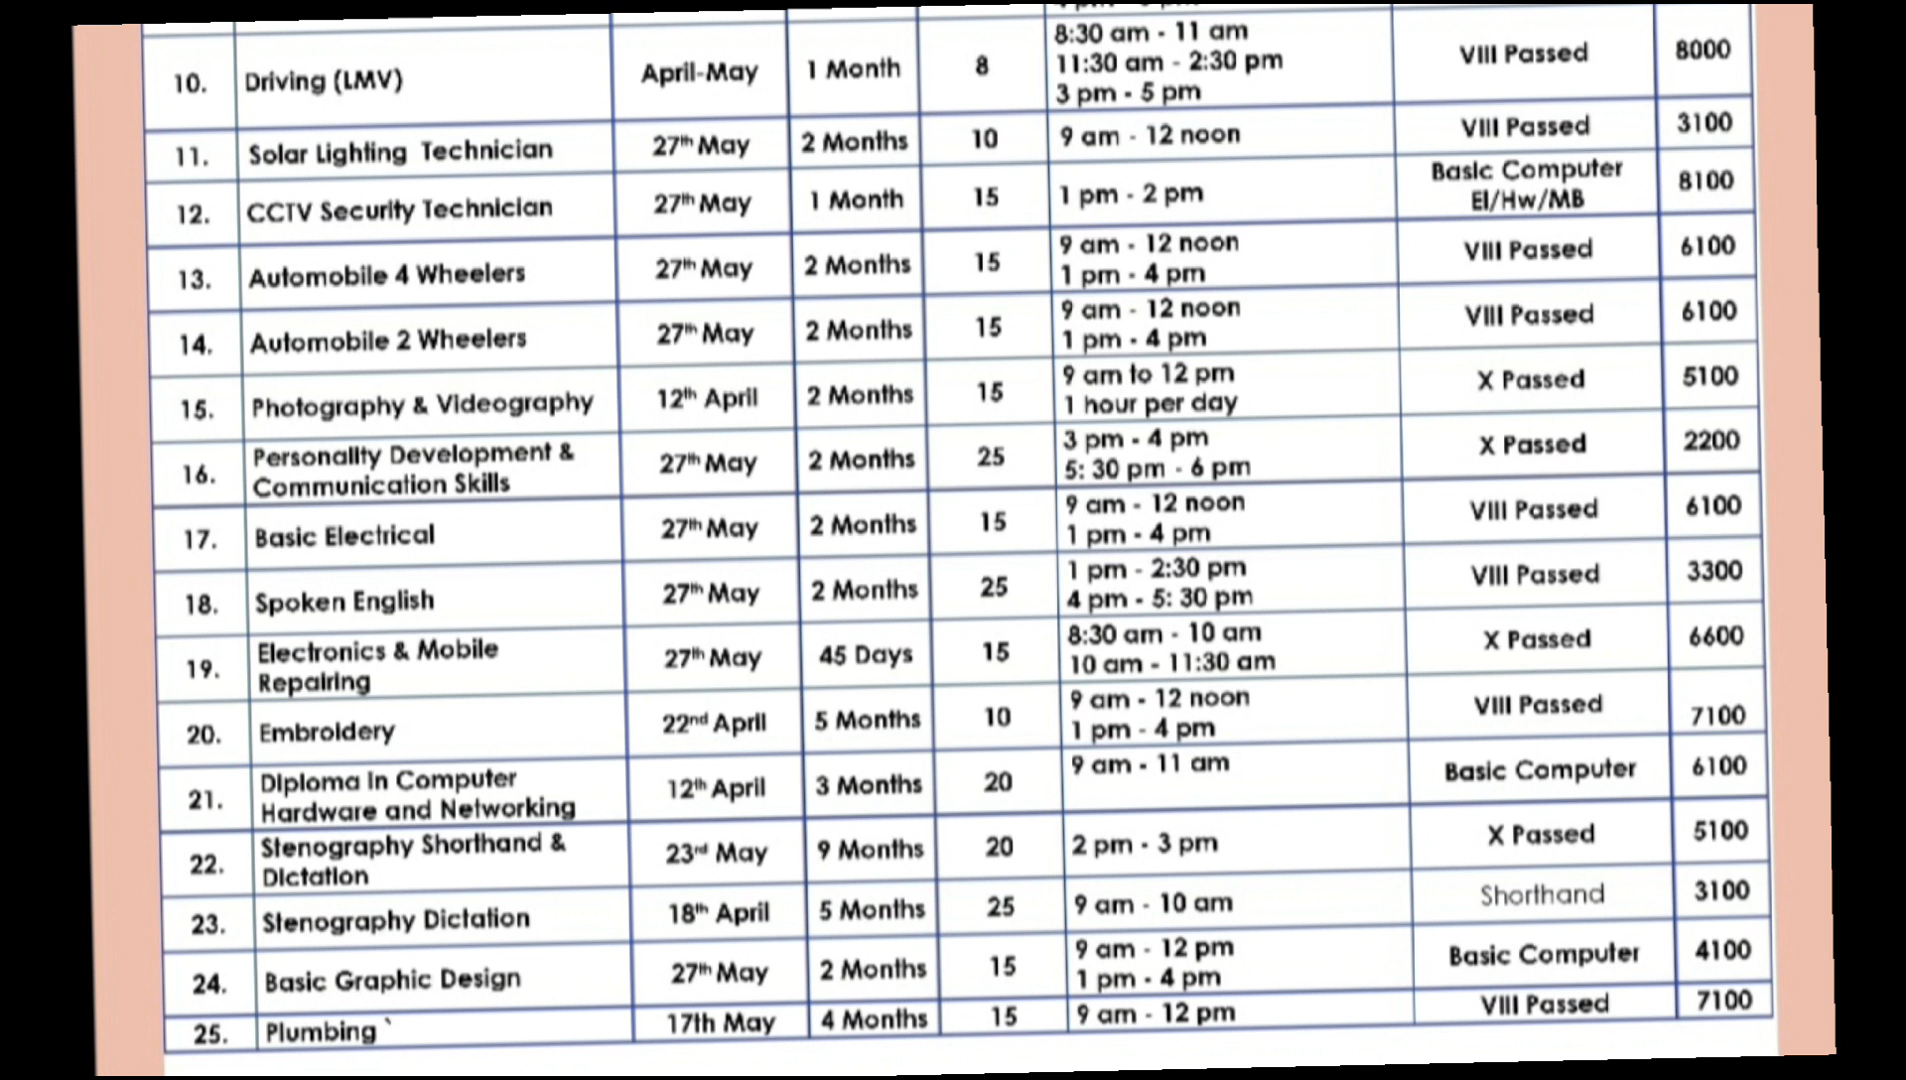 10. Driving (LMV) April-May 1 Month 8 8:30 am - 11 am VIII Passed 8000
11:30 am - 2:30 pm
3 pm - 5 pm
11. Solar Lighting Technician 27th May 2 Months 10 9 am - 12 noon VIII Passed 3100
12. CCTV Security Technician 27th May 1 Month 15 1 pm - 2 pm Basic Computer 8100
El/Hw/MB
13. Automobile 4 Wheelers 27th May 2 Months 15 9 am - 12 noon VIII Passed 6100
1 pm - 4 pm
14. Automobile 2 Wheelers 27th May 2 Months 15 9 am - 12 noon VIII Passed 6100
1 pm - 4 pm
15. Photography & Videography 12th April 2 Months 15 9 am to 12 pm X Passed 5100
1 hour per day
16. Personality Development & 27th May 2 Months 25 3 pm - 4 pm X Passed 2200
Communication Skills 5: 30 pm - 6 pm
17. Basic Electrical 27th May 2 Months 15 9 am - 12 noon VIII Passed 6100
1 pm - 4 pm
18. Spoken English 27th May 2 Months 25 1 pm - 2:30 pm VIII Passed 3300
4 pm - 5: 30 pm
19. Electronics & Mobile 27th May 45 Days 15 8:30 am - 10 am X Passed 6600
Repairing 10 am - 11:30 am
20. Embroidery 22nd April 5 Months 10 9 am - 12 noon VIII Passed 7100
1 pm - 4 pm
21. Diploma in Computer 12th April 3 Months 20 9 am - 11 am Basic Computer 6100
Hardware and Networking
22. Stenography Shorthand & 23rd May 9 Months 20 2 pm - 3 pm X Passed 5100
Dictation
23. Stenography Dictation 18th April 5 Months 25 9 am - 10 am Shorthand 3100
24. Basic Graphic Design 27th May 2 Months 15 9 am - 12 pm Basic Computer 4100
1 pm - 4 pm
25. Plumbing ` 17th May 4 Months 15 9 am - 12 pm VIII Passed 7100